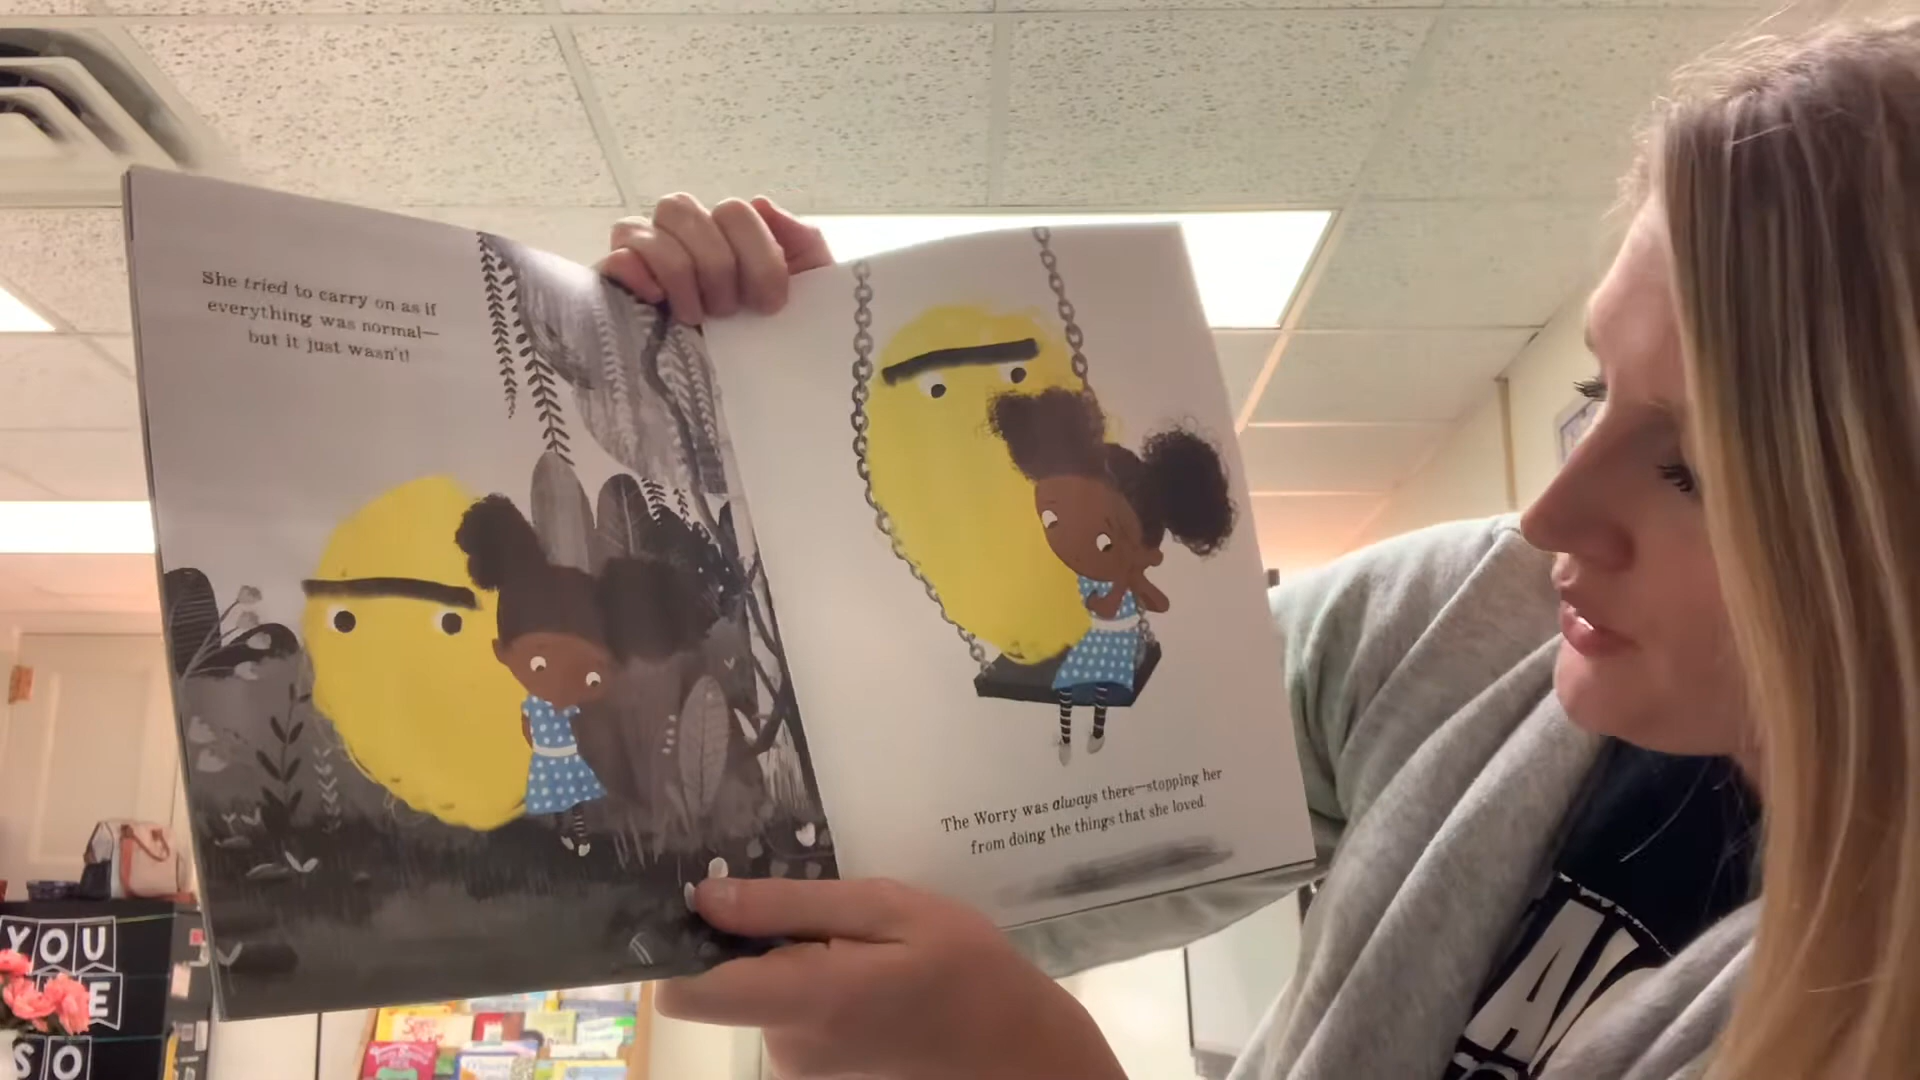 She tried to carry on as if
everything was normal—
but it just wasn't!
The Worry was always there—stopping her
from doing the things that she loved.
YOU
E
SO